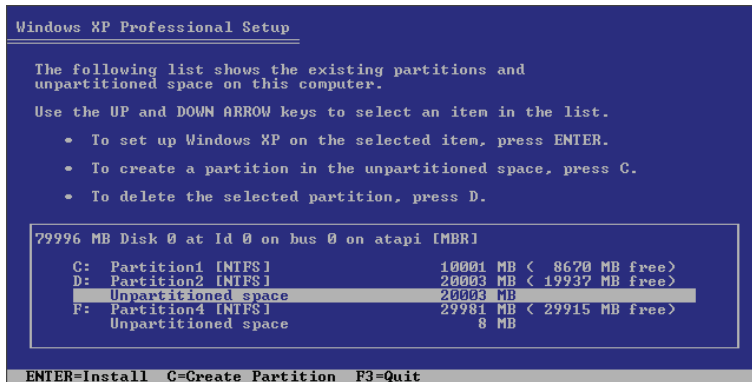 Windows XP Professional Setup
The following list shows the existing partitions and
unpartitioned space on this computer.
Use the UP and DOWN ARROW keys to select an item in the list.
• To set up Windows XP on the selected item, press ENTER.
• To create a partition in the unpartitioned space, press C.
• To delete the selected partition, press D.
79996 MB Disk 0 at Id 0 on bus 0 on atapi [MBR]
C: Partition1 [NTFS] 10001 MB ( 8670 MB free)
D: Partition2 [NTFS] 20003 MB ( 19937 MB free)
Unpartitioned space 20003 MB
F: Partition4 [NTFS] 29981 MB ( 29915 MB free)
Unpartitioned space 8 MB
ENTER=Install C=Create Partition F3=Quit